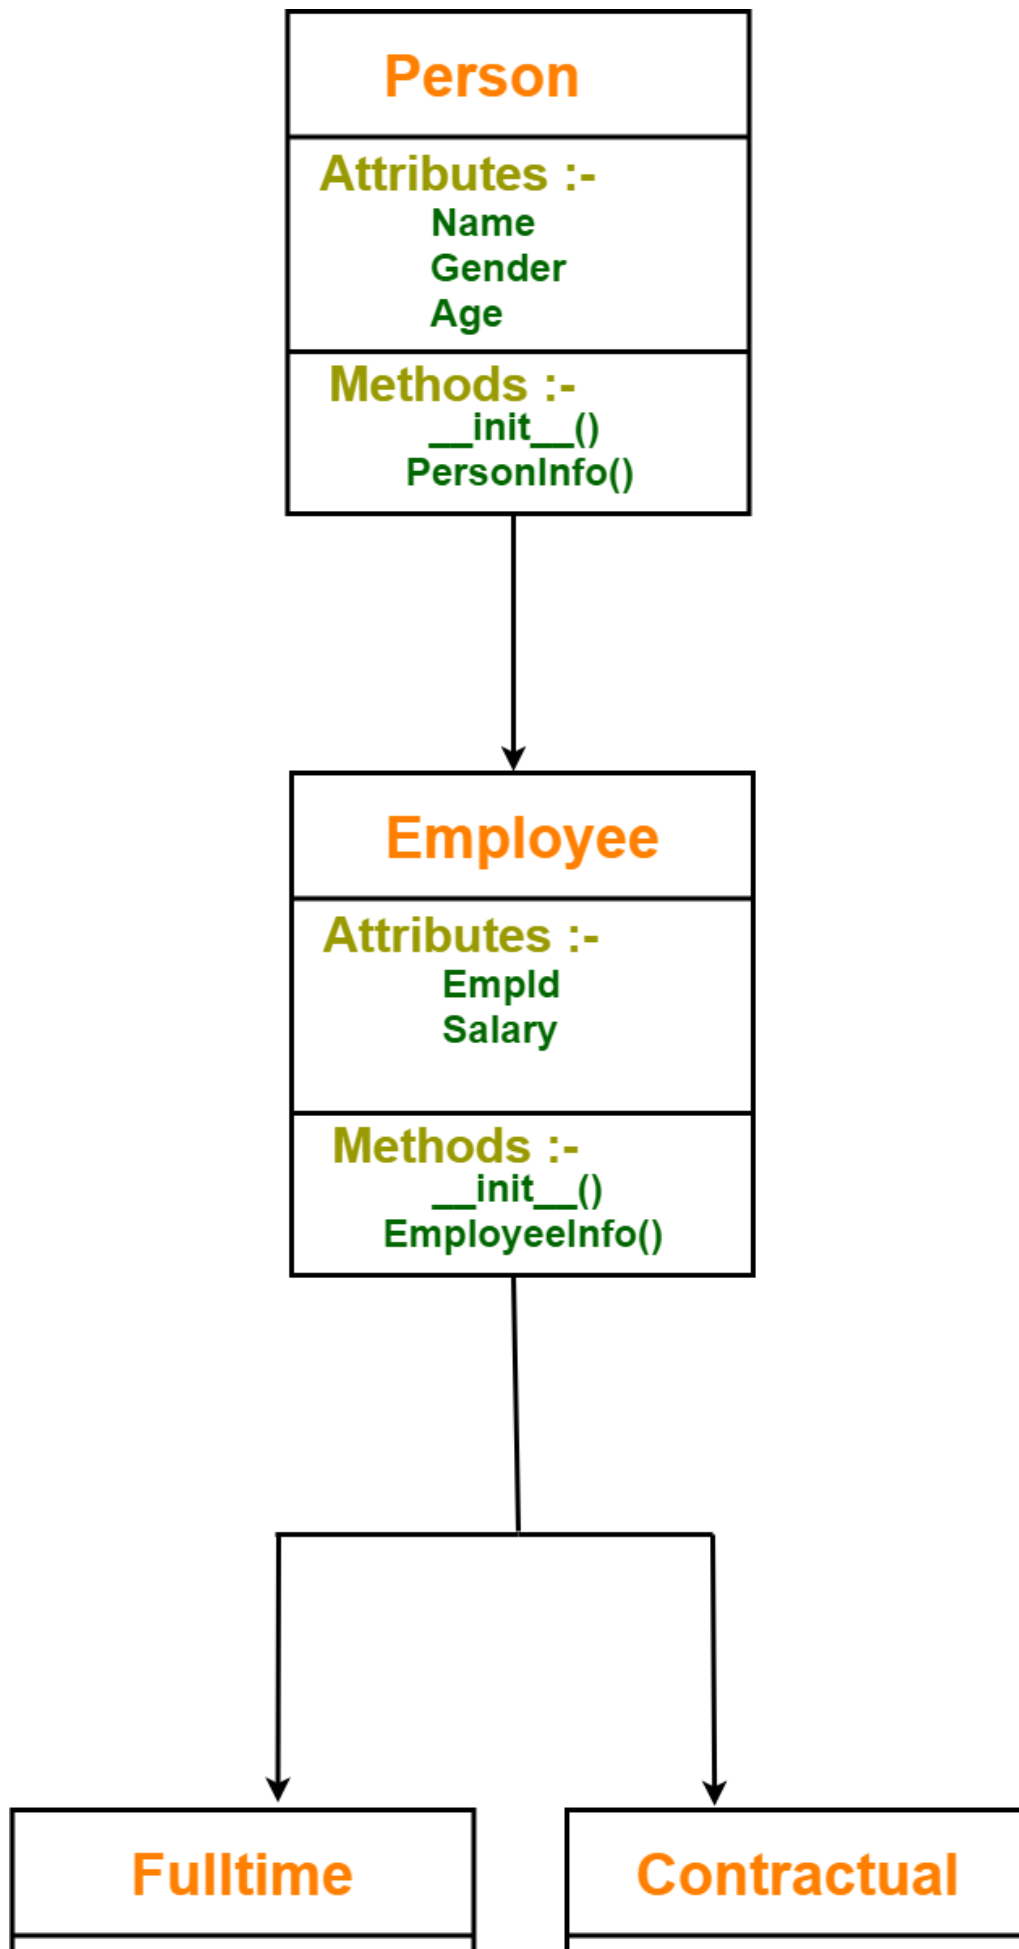 Person
Attributes :-
Name
Gender
Age
Methods :-
__init__()
PersonInfo()
Employee
Attributes :-
EmpId
Salary
Methods :-
__init__()
EmployeeInfo()
Fulltime
Contractual